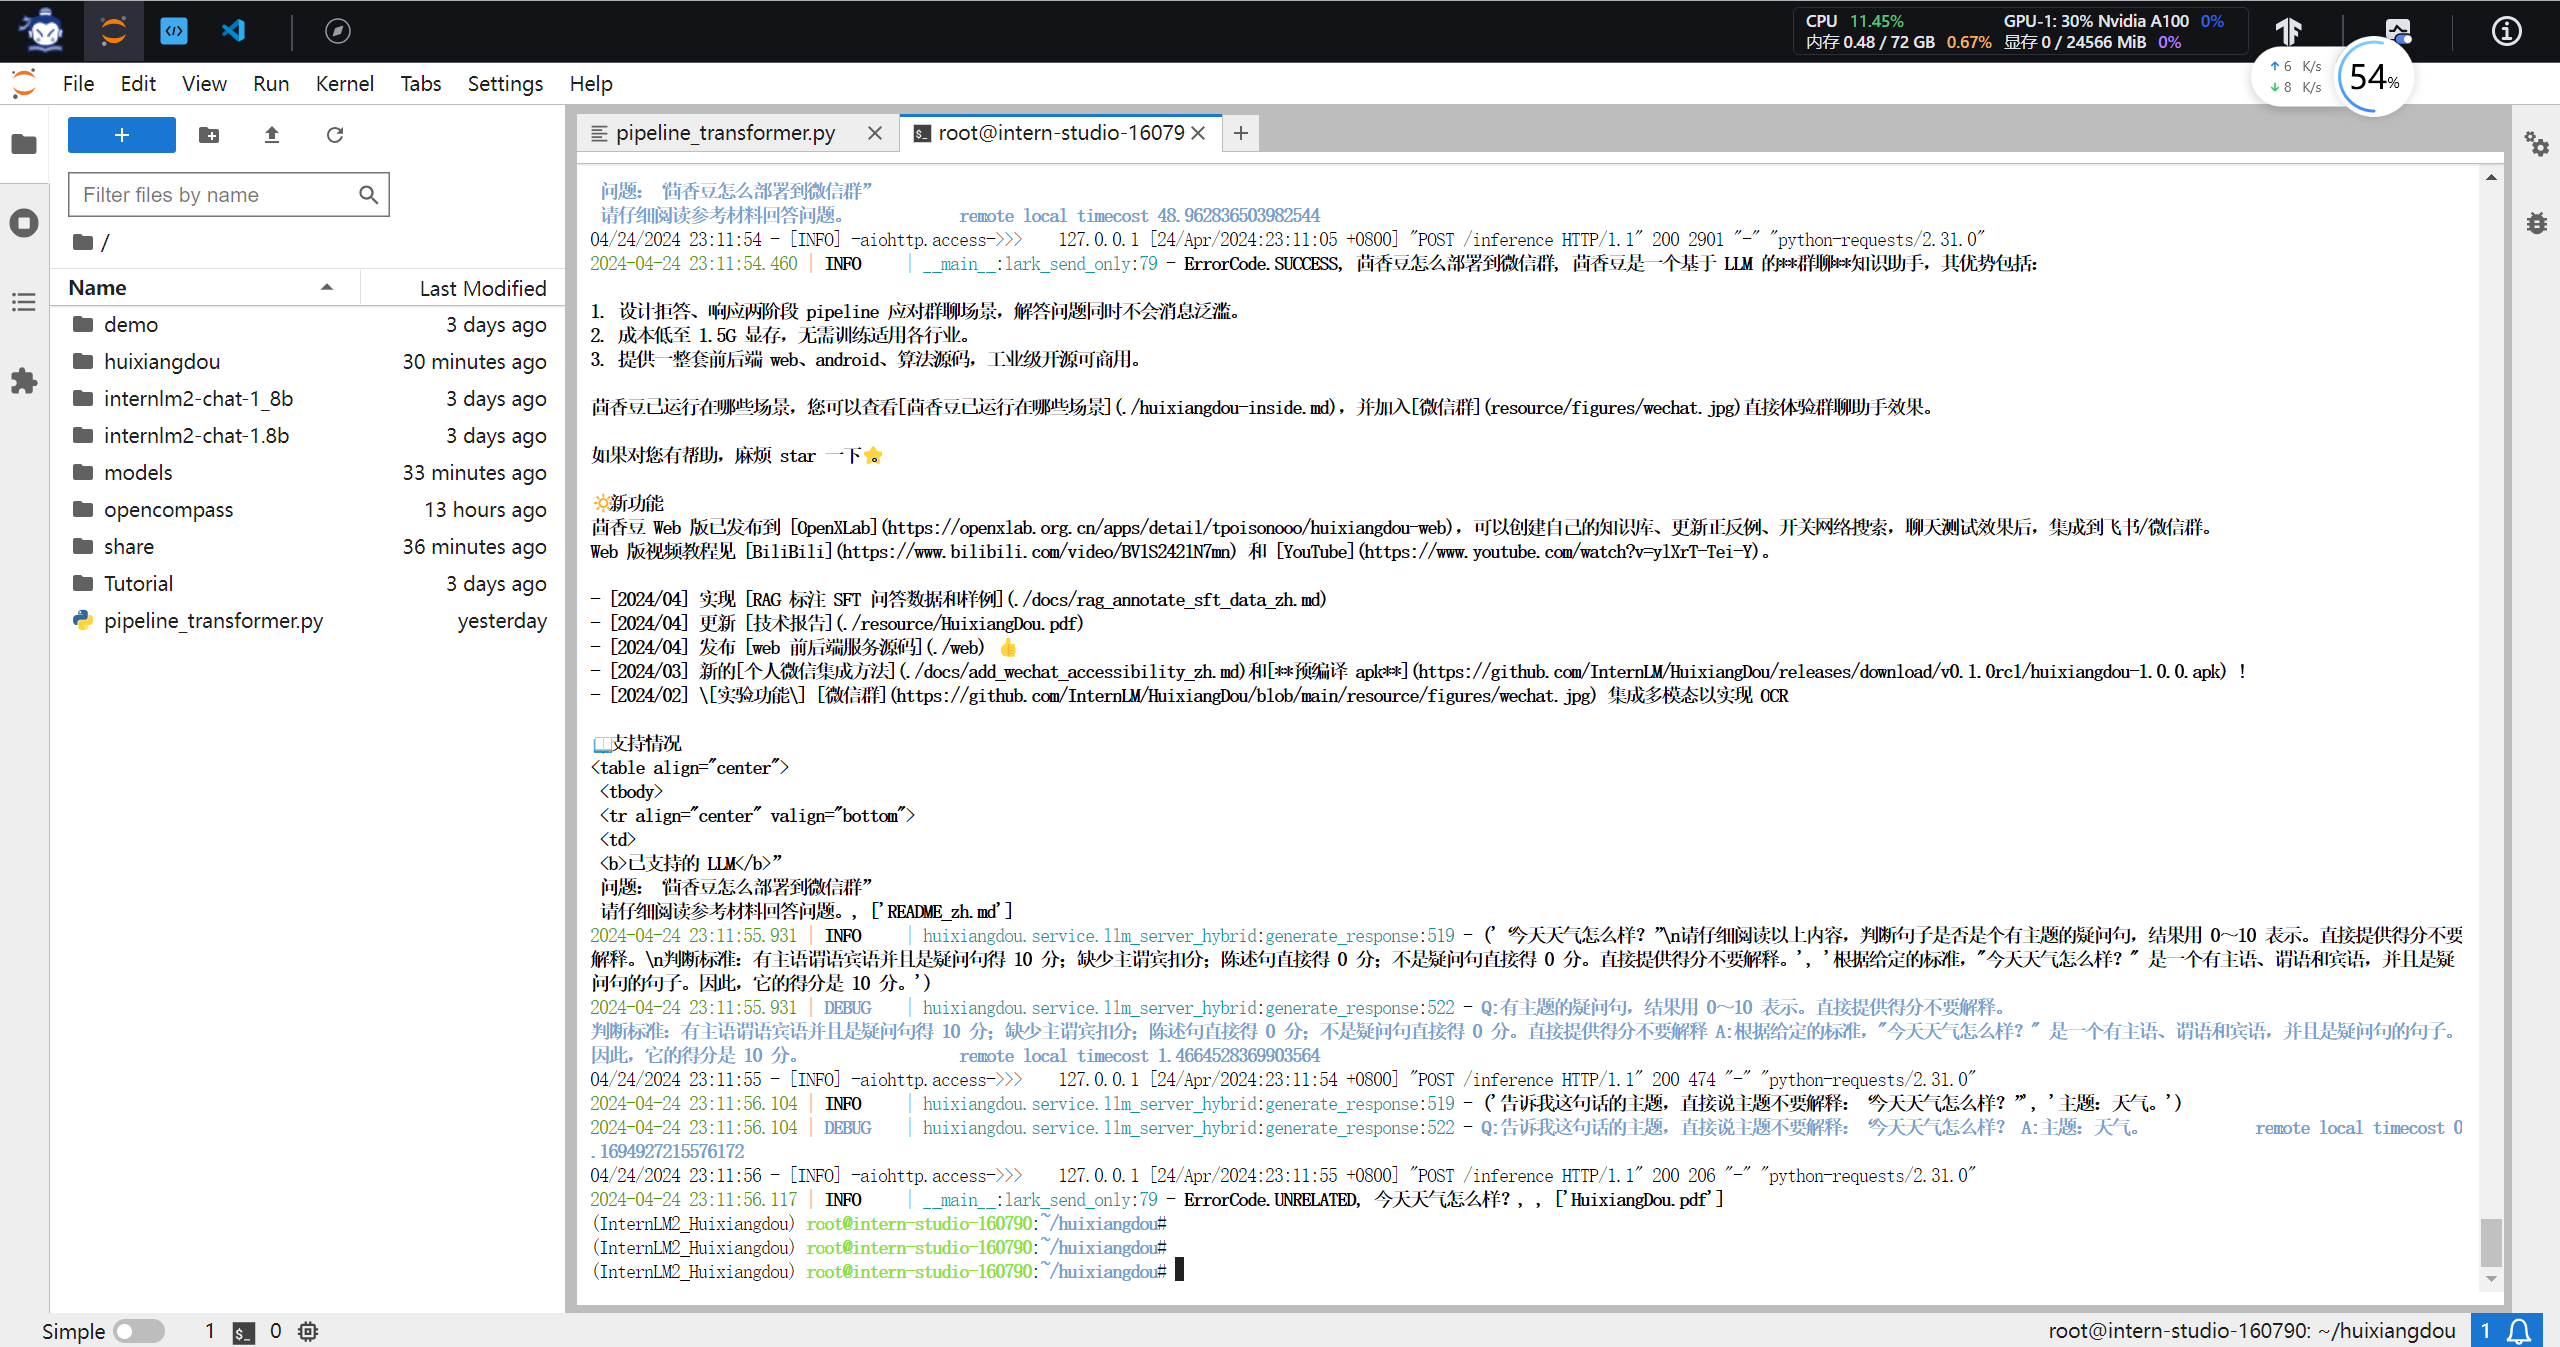 CPU 11.45% GPU-1: 30% Nvidia A100 0%
内存 0.48 / 72 GB 0.67% 显存 0 / 24566 MiB 0%
6 K/s
8 K/s
54%
File Edit View Run Kernel Tabs Settings Help
Filter files by name
/
Name Last Modified
demo 3 days ago
huixiangdou 30 minutes ago
internlm2-chat-1_8b 3 days ago
internlm2-chat-1.8b 3 days ago
models 33 minutes ago
opencompass 13 hours ago
share 36 minutes ago
Tutorial 3 days ago
pipeline_transformer.py yesterday
pipeline_transformer.py
root@intern-studio-16079
问题：“茴香豆怎么部署到微信群”
请仔细阅读参考材料回答问题。 remote local timecost 48.962836503982544
04/24/2024 23:11:54 - [INFO] -aiohttp.access->>> 127.0.0.1 [24/Apr/2024:23:11:05 +0800] "POST /inference HTTP/1.1" 200 2901 "-" "python-requests/2.31.0"
2024-04-24 23:11:54.460 | INFO | __main__:lark_send_only:79 - ErrorCode.SUCCESS, 茴香豆怎么部署到微信群, 茴香豆是一个基于 LLM 的**群聊**知识助手，其优势包括：
1. 设计拒答、响应两阶段 pipeline 应对群聊场景，解答问题同时不会消息泛滥。
2. 成本低至 1.5G 显存，无需训练适用各行业。
3. 提供一整套前后端 web、android、算法源码，工业级开源可商用。
茴香豆已运行在哪些场景，您可以查看[茴香豆已运行在哪些场景](./huixiangdou-inside.md)，并加入[微信群](resource/figures/wechat.jpg)直接体验群聊助手效果。
如果对您有帮助，麻烦 star 一下⭐。
🔆新功能
茴香豆 Web 版已发布到 [OpenXLab](https://openxlab.org.cn/apps/detail/tpoisonooo/huixiangdou-web)，可以创建自己的知识库、更新正反例、开关网络搜索，聊天测试效果后，集成到飞书/微信群。
Web 版视频教程见 [BiliBili](https://www.bilibili.com/video/BV1S2421N7mn) 和 [YouTube](https://www.youtube.com/watch?v=ylXrT-Tei-Y)。
- [2024/04] 实现 [RAG 标注 SFT 问答数据和样例](./docs/rag_annotate_sft_data_zh.md)
- [2024/04] 更新 [技术报告](./resource/HuixiangDou.pdf)
- [2024/04] 发布 [web 前后端服务源码](./web) 👍
- [2024/03] 新的[个人微信集成方法](./docs/add_wechat_accessibility_zh.md)和[**预编译 apk**](https://github.com/InternLM/HuixiangDou/releases/download/v0.1.0rc1/huixiangdou-1.0.0.apk) !
- [2024/02] \[实验功能\] [微信群](https://github.com/InternLM/HuixiangDou/blob/main/resource/figures/wechat.jpg) 集成多模态以实现 OCR
📖支持情况
<table align="center">
<tbody>
<tr align="center" valign="bottom">
<td>
<b>已支持的 LLM</b>”
问题：“茴香豆怎么部署到微信群”
请仔细阅读参考材料回答问题。, ['README_zh.md']
2024-04-24 23:11:55.931 | INFO | huixiangdou.service.llm_server_hybrid:generate_response:519 - ('“今天天气怎么样？”\n请仔细阅读以上内容，判断句子是否是个有主题的疑问句，结果用 0～10 表示。直接提供得分不要
解释。\n判断标准：有主语谓语宾语并且是疑问句得 10 分；缺少主谓宾扣分；陈述句直接得 0 分；不是疑问句直接得 0 分。直接提供得分不要解释。', '根据给定的标准，"今天天气怎么样？" 是一个有主语、谓语和宾语，并且是疑
问句的句子。因此，它的得分是 10 分。')
2024-04-24 23:11:55.931 | DEBUG | huixiangdou.service.llm_server_hybrid:generate_response:522 - Q:有主题的疑问句，结果用 0～10 表示。直接提供得分不要解释。
判断标准：有主语谓语宾语并且是疑问句得 10 分；缺少主谓宾扣分；陈述句直接得 0 分；不是疑问句直接得 0 分。直接提供得分不要解释 A:根据给定的标准，"今天天气怎么样？" 是一个有主语、谓语和宾语，并且是疑问句的句子。
因此，它的得分是 10 分。 remote local timecost 1.4664528369903564
04/24/2024 23:11:55 - [INFO] -aiohttp.access->>> 127.0.0.1 [24/Apr/2024:23:11:54 +0800] "POST /inference HTTP/1.1" 200 474 "-" "python-requests/2.31.0"
2024-04-24 23:11:56.104 | INFO | huixiangdou.service.llm_server_hybrid:generate_response:519 - ('告诉我这句话的主题，直接说主题不要解释：“今天天气怎么样？”', '主题：天气。')
2024-04-24 23:11:56.104 | DEBUG | huixiangdou.service.llm_server_hybrid:generate_response:522 - Q:告诉我这句话的主题，直接说主题不要解释：“今天天气怎么样？ A:主题：天气。 remote local timecost 0
.1694927215576172
04/24/2024 23:11:56 - [INFO] -aiohttp.access->>> 127.0.0.1 [24/Apr/2024:23:11:55 +0800] "POST /inference HTTP/1.1" 200 206 "-" "python-requests/2.31.0"
2024-04-24 23:11:56.117 | INFO | __main__:lark_send_only:79 - ErrorCode.UNRELATED, 今天天气怎么样？, , ['HuixiangDou.pdf']
(InternLM2_Huixiangdou) root@intern-studio-160790:~/huixiangdou#
(InternLM2_Huixiangdou) root@intern-studio-160790:~/huixiangdou#
(InternLM2_Huixiangdou) root@intern-studio-160790:~/huixiangdou#
Simple 1 0 root@intern-studio-160790: ~/huixiangdou 1